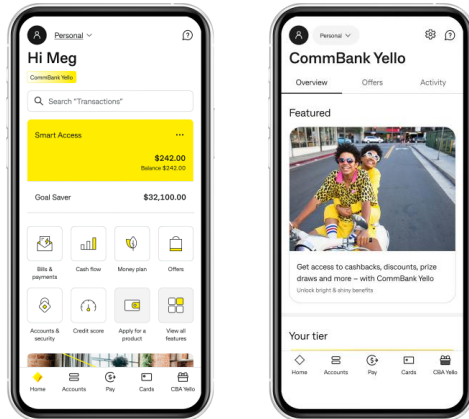 Personal
Hi Meg
CommBank Yello
Search "Transactions"
Smart Access
$242.00
Balance $242.00
Goal Saver $32,100.00
Bills & payments
Cash flow
Money plan
Offers
Accounts & security
Credit score
Apply for a product
View all features
Home Accounts Pay Cards CBA Yello
Personal
CommBank Yello
Overview Offers Activity
Featured
Get access to cashbacks, discounts, prize
draws and more – with CommBank Yello
Unlock bright & shiny benefits
Your tier
Home Accounts Pay Cards CBA Yello